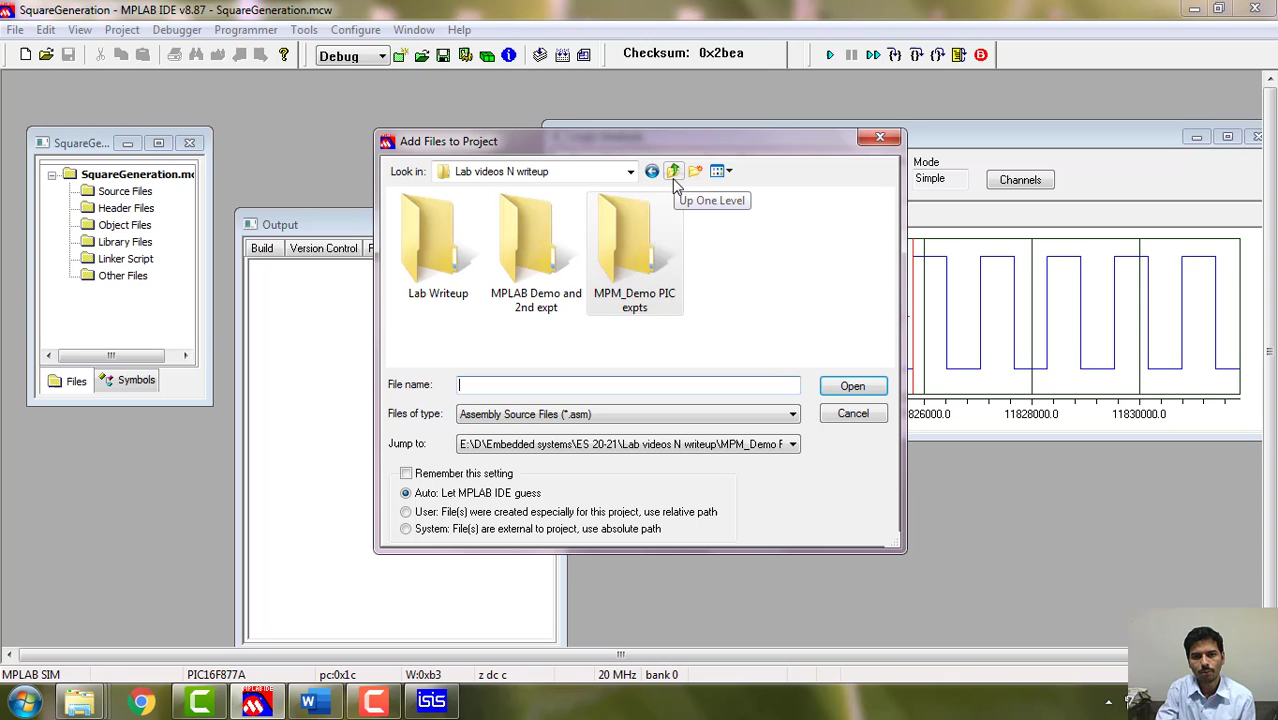 SquareGeneration - MPLAB IDE v8.87 - SquareGeneration.mcw
File Edit View Project Debugger Programmer Tools Configure Window Help
Debug
Checksum: 0x2bea
SquareGe...
SquareGeneration.mc
Source Files
Header Files
Object Files
Library Files
Linker Script
Other Files
Files
Symbols
Output
Build
Version Control
Add Files to Project
Look in:
Lab videos N writeup
Up One Level
Lab Writeup
MPLAB Demo and
2nd expt
MPM_Demo PIC
expts
File name:
Open
Files of type:
Assembly Source Files (*.asm)
Cancel
Jump to:
E:\D\Embedded systems\ES 20-21\Lab videos N writeup\MPM_Demo F
Remember this setting
Auto: Let MPLAB IDE guess
User: File(s) were created especially for this project, use relative path
System: File(s) are external to project, use absolute path
Mode
Simple
Channels
826000.0
11828000.0
11830000.0
MPLAB SIM
PIC16F877A
pc:0x1c
W:0xb3
z dc c
20 MHz
bank 0
MPLAB IDE
isis